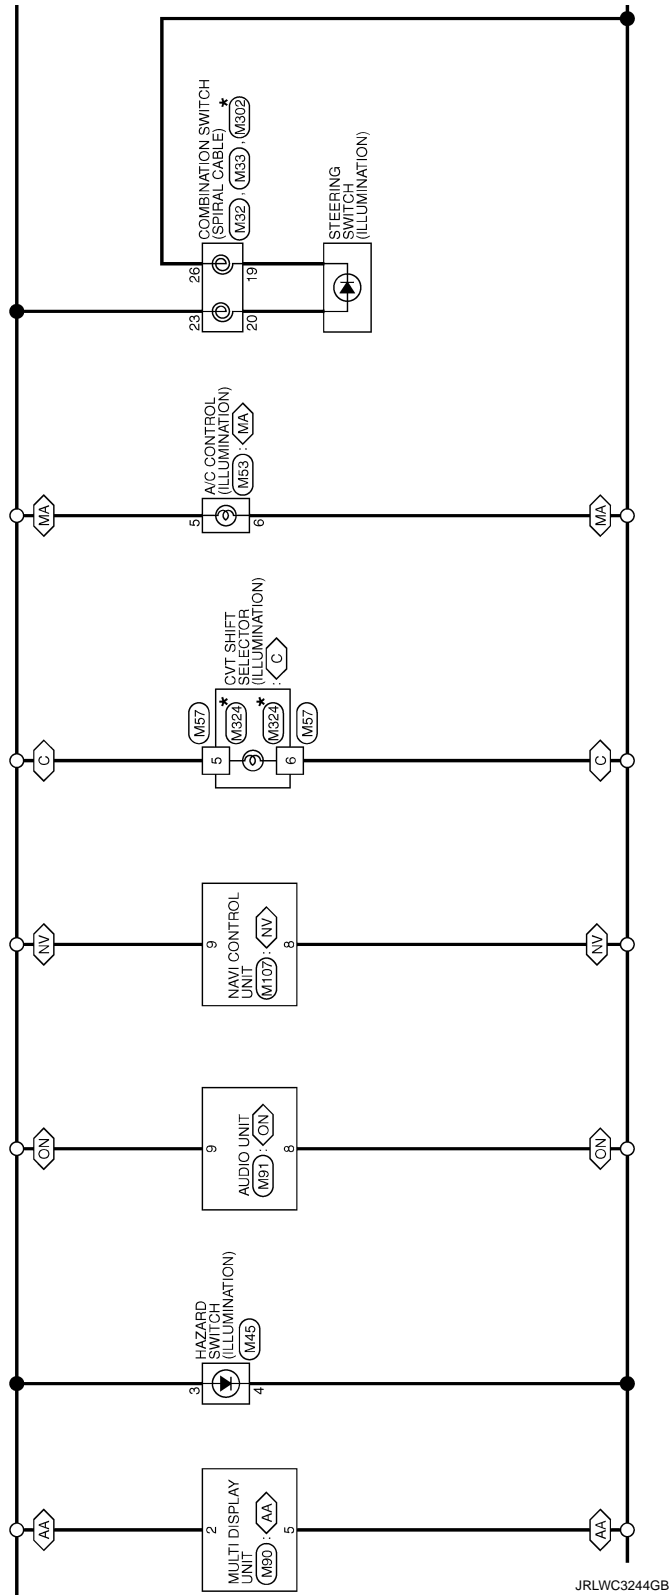 COMBINATION SWITCH
(SPIRAL CABLE) *
M32 , M33 , M302
26
23
19
20
STEERING
SWITCH
(ILLUMINATION)
A/C CONTROL
(ILLUMINATION)
M53 : MA
MA
5
6
MA
CVT SHIFT
SELECTOR
(ILLUMINATION)
: C
C
M57
* M324
5
* M324
6
M57
C
NV
9
NAVI CONTROL
UNIT
M107 : NV
8
NV
ON
9
AUDIO UNIT
M91 : ON
8
ON
HAZARD
SWITCH
(ILLUMINATION)
M45
3
4
AA
2
MULTI DISPLAY
UNIT
M90 : AA
5
AA
JRLWC3244GB